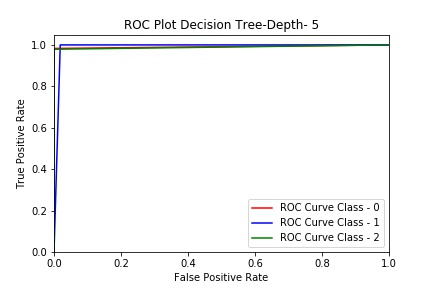 ROC Plot Decision Tree-Depth- 5
1.0
0.8
0.6
0.4
0.2
0.0
True Positive Rate
ROC Curve Class - 0
ROC Curve Class - 1
ROC Curve Class - 2
0.0 0.2 0.4 0.6 0.8 1.0
False Positive Rate